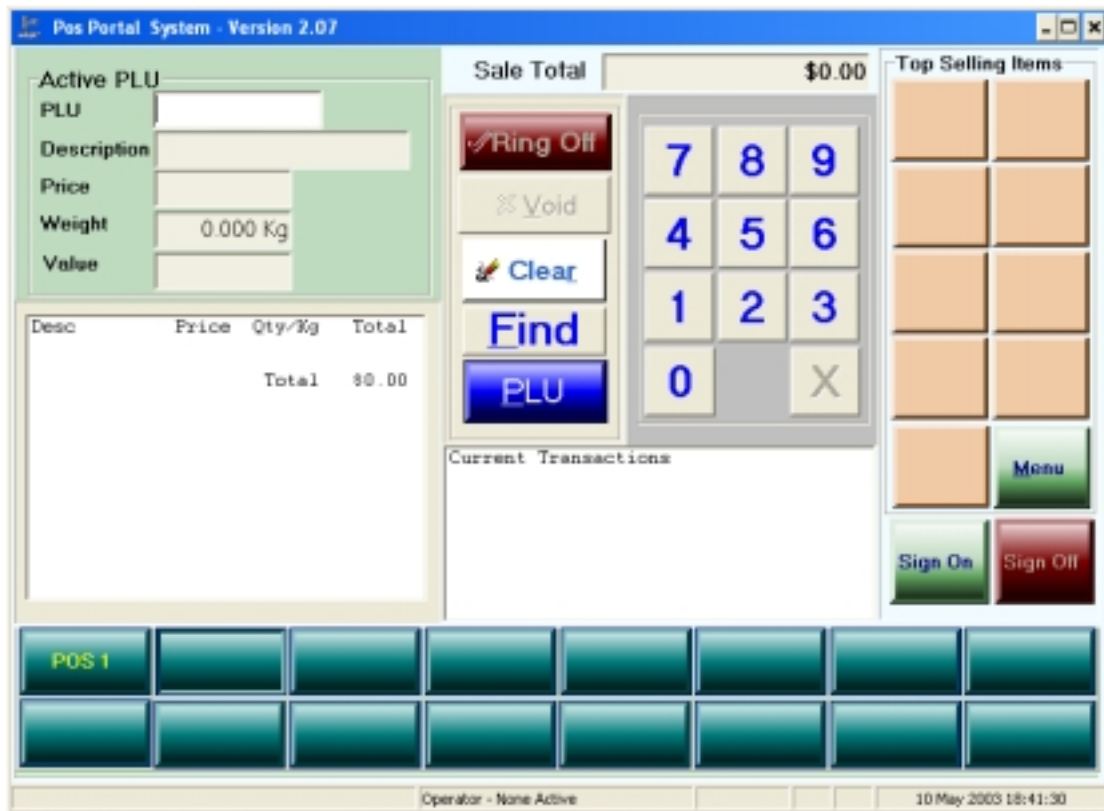 Pos Portal System - Version 2.07
Active PLU
PLU
Description
Price
Weight 0.000 Kg
Value
Sale Total $0.00
Ring Off
Void
Clear
Find
PLU
7 8 9
4 5 6
1 2 3
0 X
Top Selling Items
Menu
Sign On Sign Off
Desc Price Qty/Kg Total
Total $0.00
Current Transactions
POS 1
Operator - None Active
10 May 2003 18:41:30